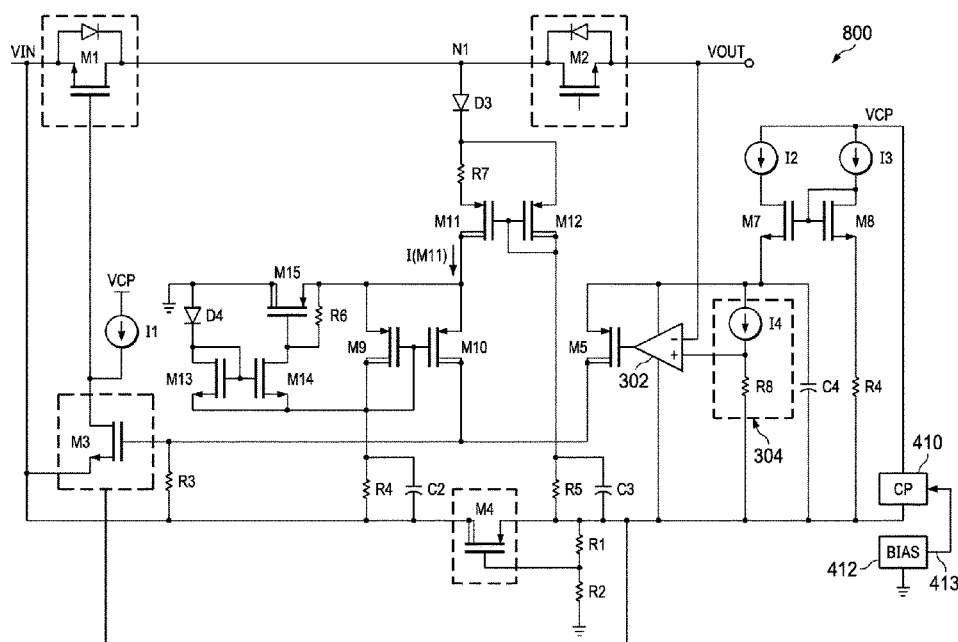 VIN
M1
N1
M2
VOUT
800
D3
VCP
I2
I3
R7
M11
M12
M7
M8
I(M11)
M15
VCP
D4
R6
I1
M9
M10
M5
I4
M13
M14
302
R8
C4
R4
M3
304
410
R3
R4
C2
M4
R5
C3
CP
R1
BIAS
R2
412
413
−
+